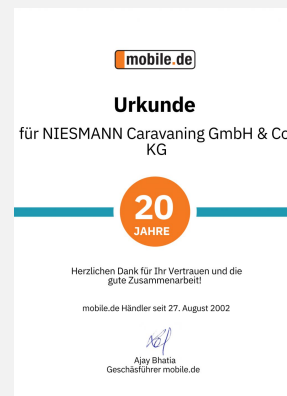 mobile.de
Urkunde
für NIESMANN Caravaning GmbH & Co
KG
20
JAHRE
Herzlichen Dank für Ihr Vertrauen und die
gute Zusammenarbeit!
mobile.de Händler seit 27. August 2002
Ajay Bhatia
Geschäsführer mobile.de